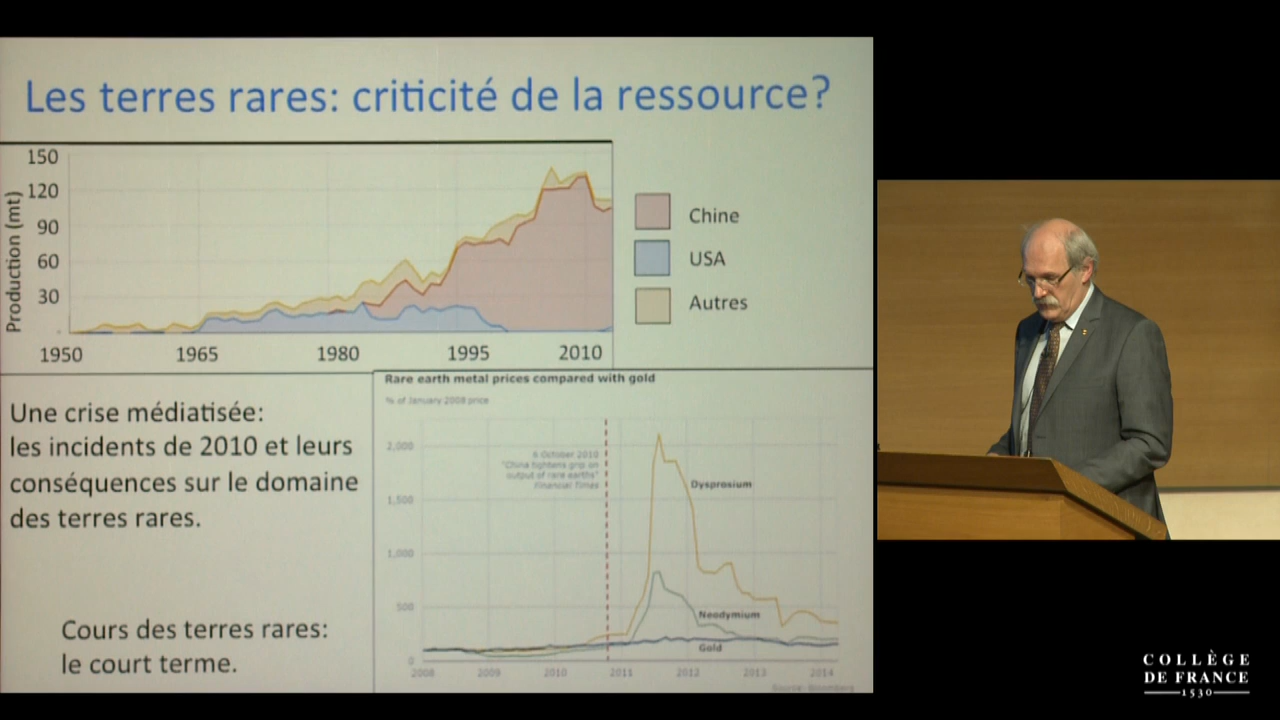 Les terres rares: criticité de la ressource?
Production (mt)
150
120
90
60
30
-
1950
1965
1980
1995
2010
Chine
USA
Autres
Une crise médiatisée:
les incidents de 2010 et leurs
conséquences sur le domaine
des terres rares.
Cours des terres rares:
le court terme.
Rare earth metal prices compared with gold
% of January 2008 price
2,000
1,500
1,000
500
0
6 October 2010
"China tightens grip on
output of rare earths"
Financial Times
Dysprosium
Neodymium
Gold
2008
2009
2010
2011
2012
2013
2014
Source: Bloomberg
COLLÈGE
DE FRANCE
1530